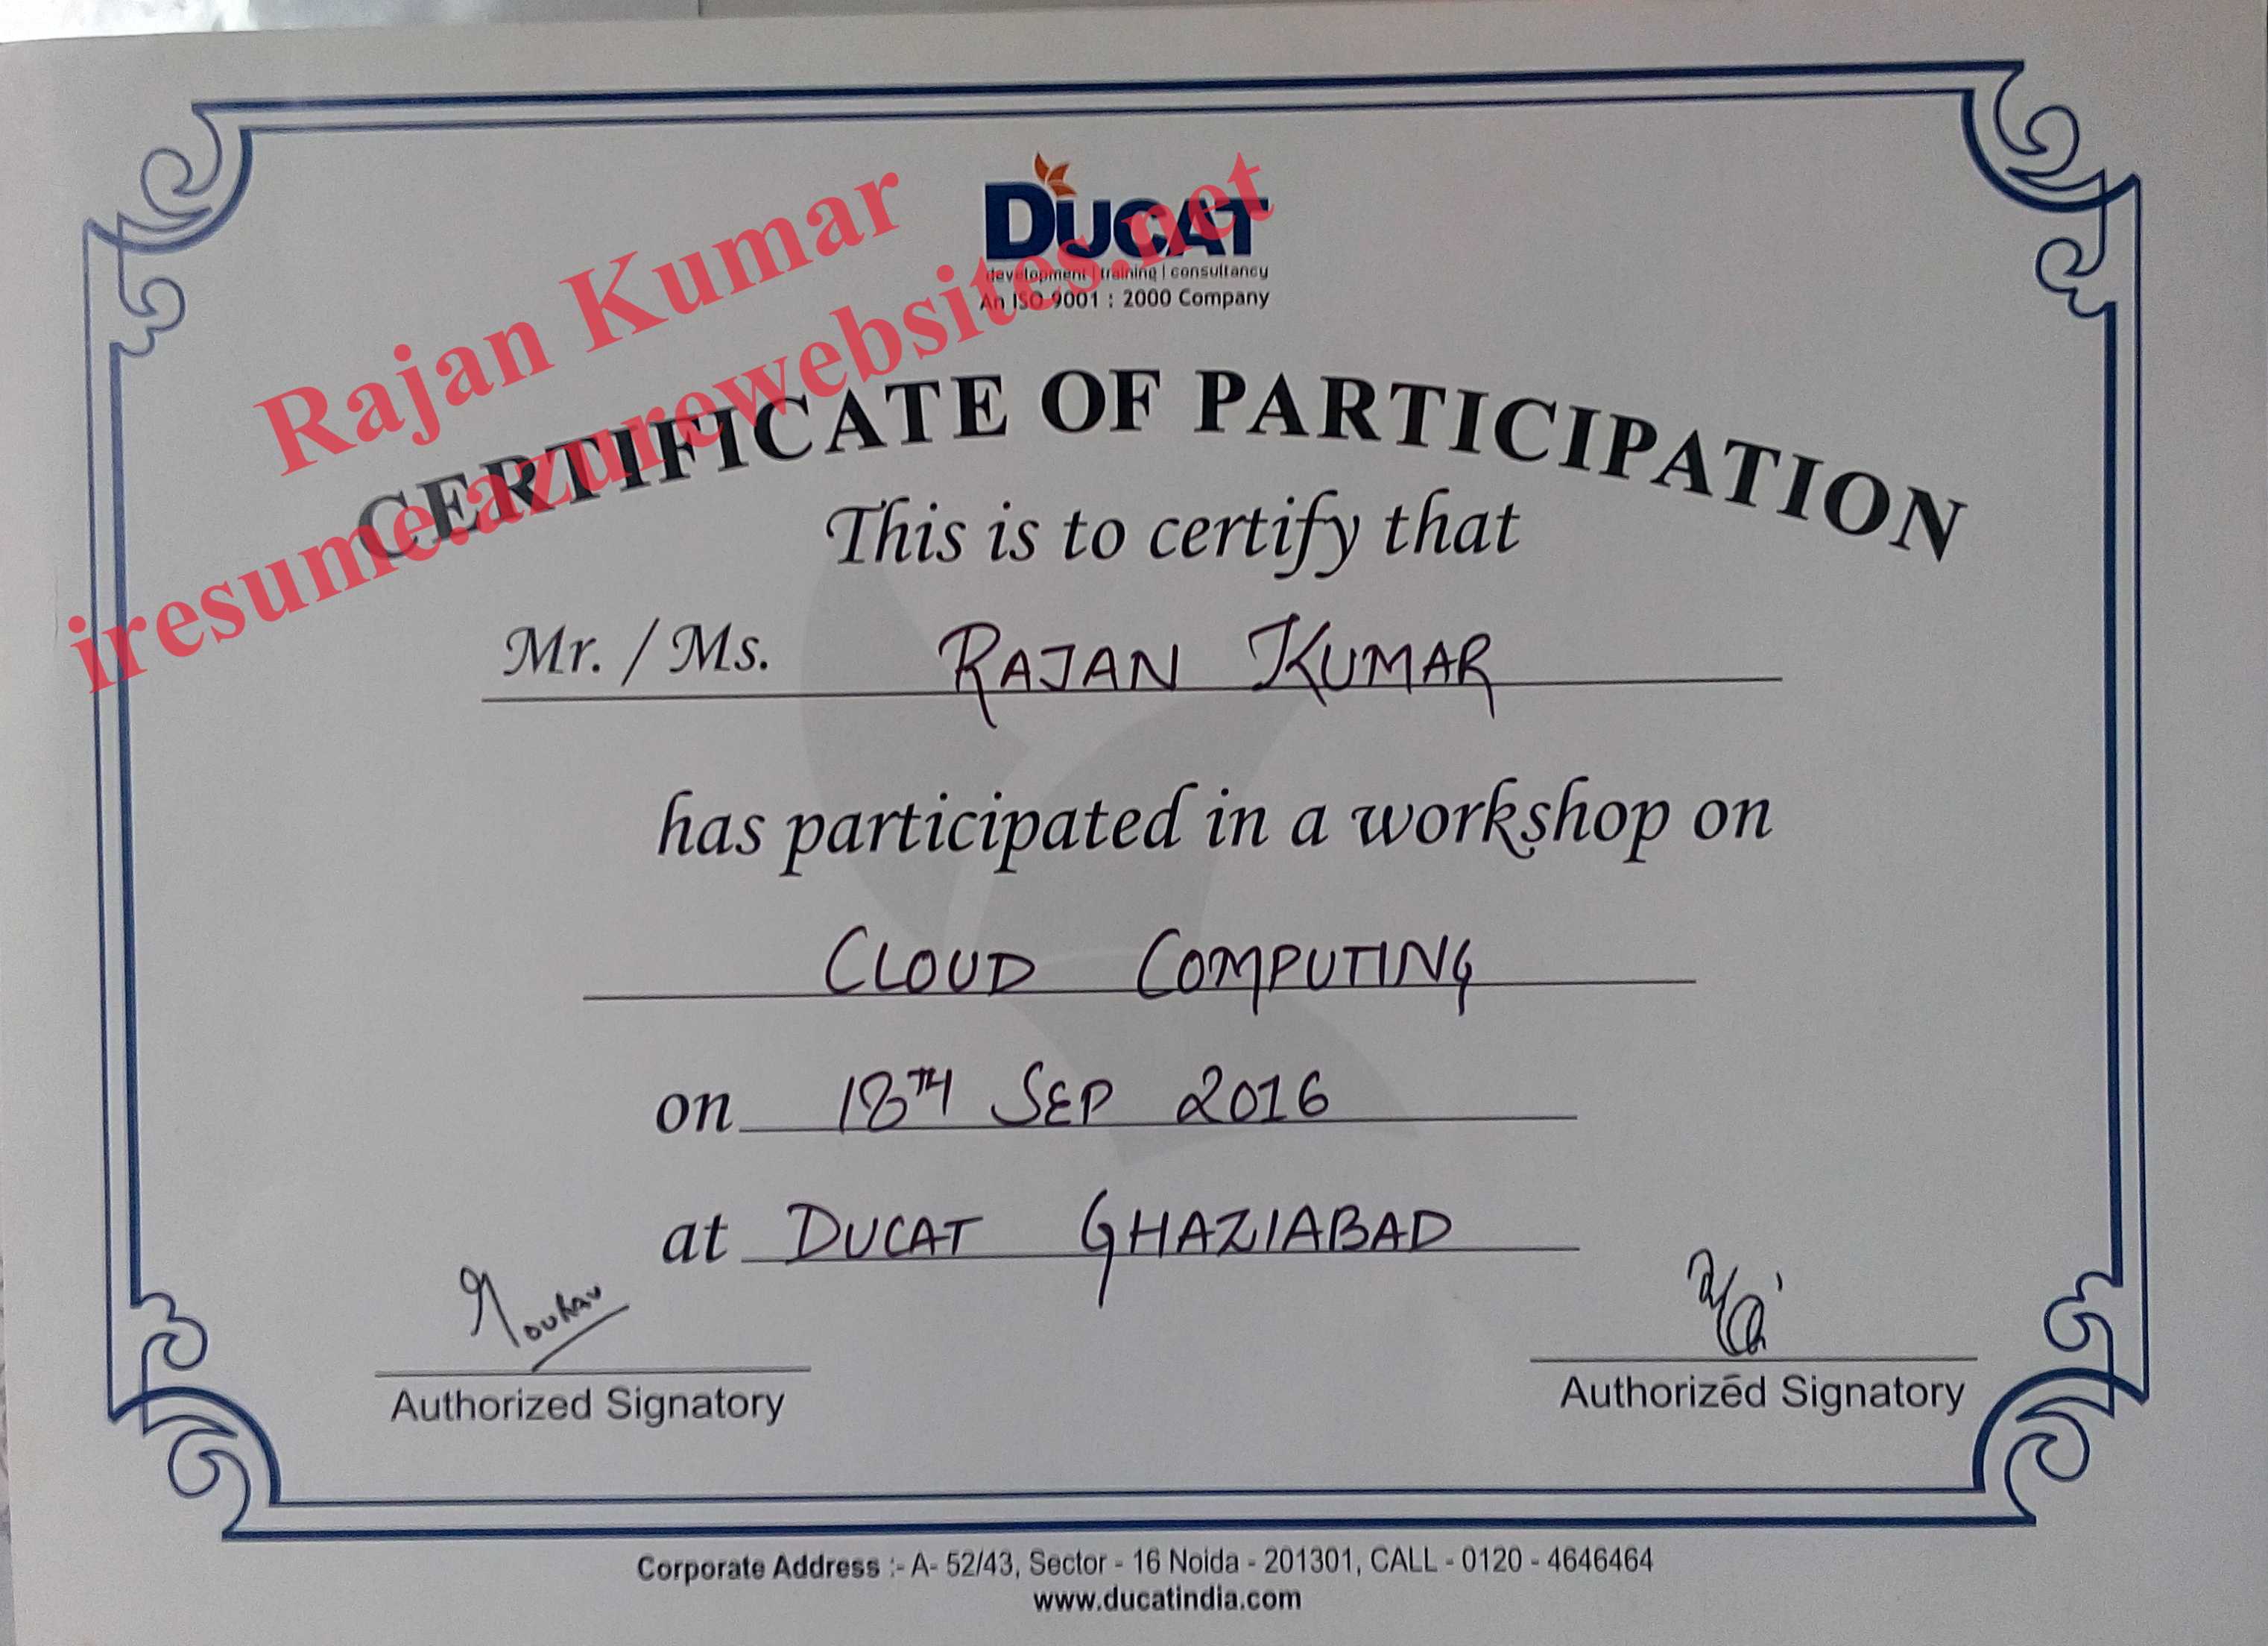 Rajan Kumar
iresume.azurewebsites.net
DUCAT
development | training | consultancy
An ISO 9001 : 2000 Company
CERTIFICATE OF PARTICIPATION
This is to certify that
Mr. / Ms. RAJAN KUMAR
has participated in a workshop on
CLOUD COMPUTING
on 18TH SEP 2016
at DUCAT GHAZIABAD
Authorized Signatory
Authorized Signatory
Corporate Address :- A- 52/43, Sector - 16 Noida - 201301, CALL - 0120 - 4646464
www.ducatindia.com